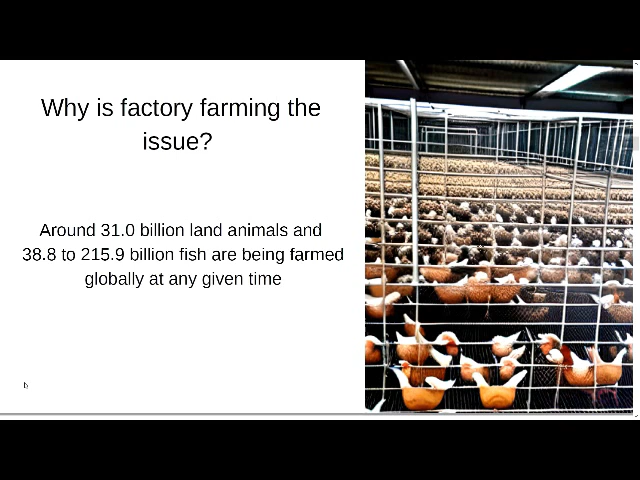 Why is factory farming the
issue?
Around 31.0 billion land animals and
38.8 to 215.9 billion fish are being farmed
globally at any given time